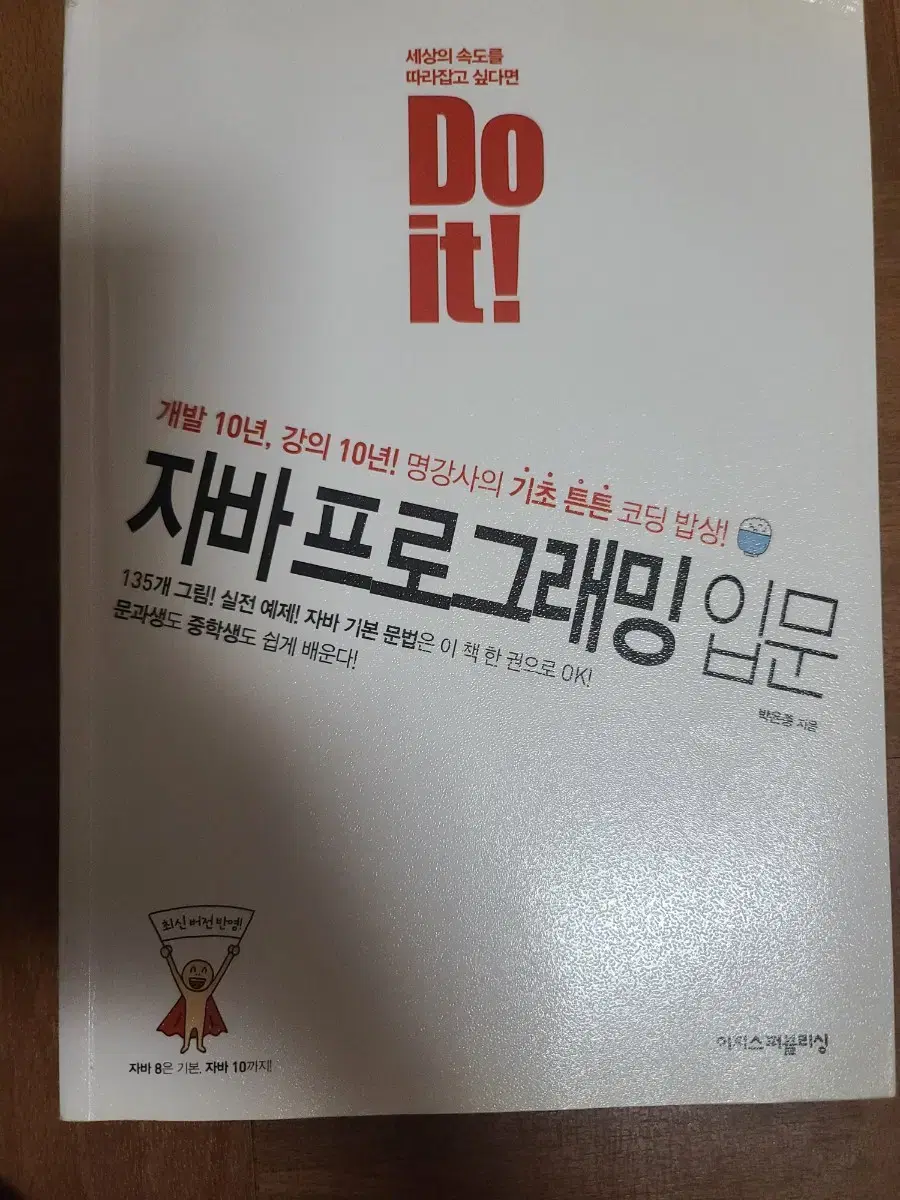 세상의 속도를
따라잡고 싶다면
Do
it!
개발 10년, 강의 10년! 명강사의 기초 튼튼 코딩 밥상!
자바 프로그래밍 입문
135개 그림! 실전 예제! 자바 기본 문법은 이 책 한 권으로 OK!
문과생도 중학생도 쉽게 배운다!
박은종 지음
최신 버전 반영!
자바 8은 기본, 자바 10까지!
이지스퍼블리싱